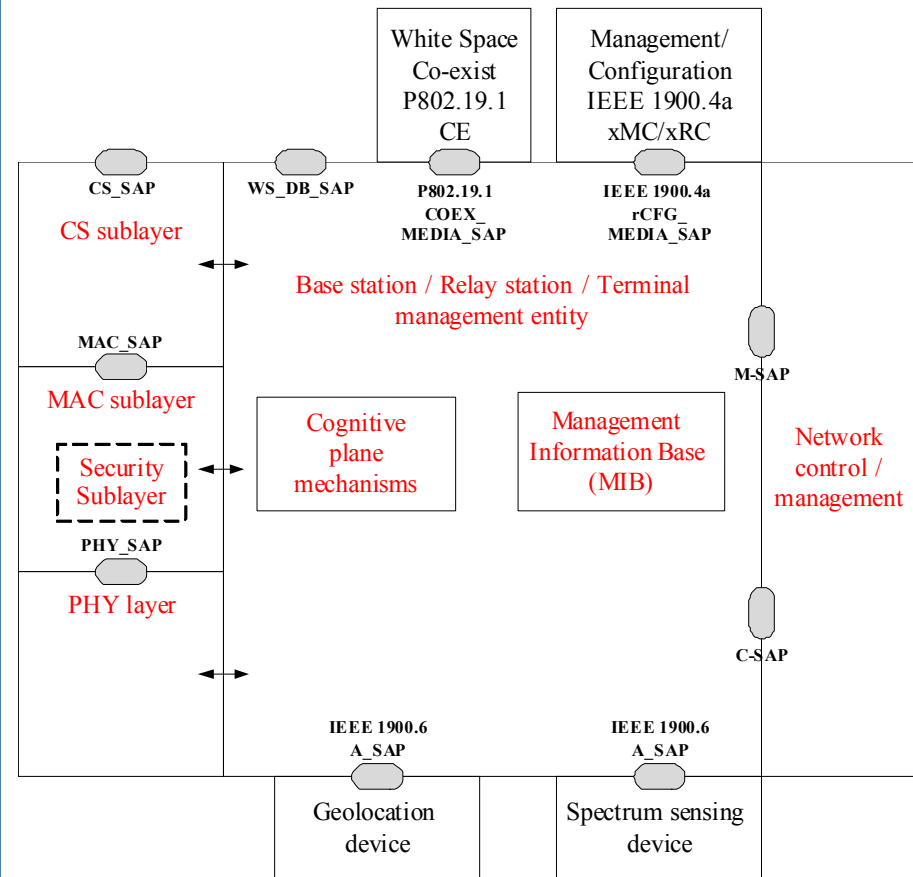 White Space
Co-exist
P802.19.1
CE
Management/
Configuration
IEEE 1900.4a
xMC/xRC
CS_SAP
WS_DB_SAP
P802.19.1
COEX_
MEDIA_SAP
IEEE 1900.4a
rCFG_
MEDIA_SAP
CS sublayer
Base station / Relay station / Terminal
management entity
MAC_SAP
M-SAP
MAC sublayer
Security
Sublayer
Cognitive
plane
mechanisms
Management
Information Base
(MIB)
Network
control /
management
PHY_SAP
PHY layer
C-SAP
IEEE 1900.6
A_SAP
IEEE 1900.6
A_SAP
Geolocation
device
Spectrum sensing
device